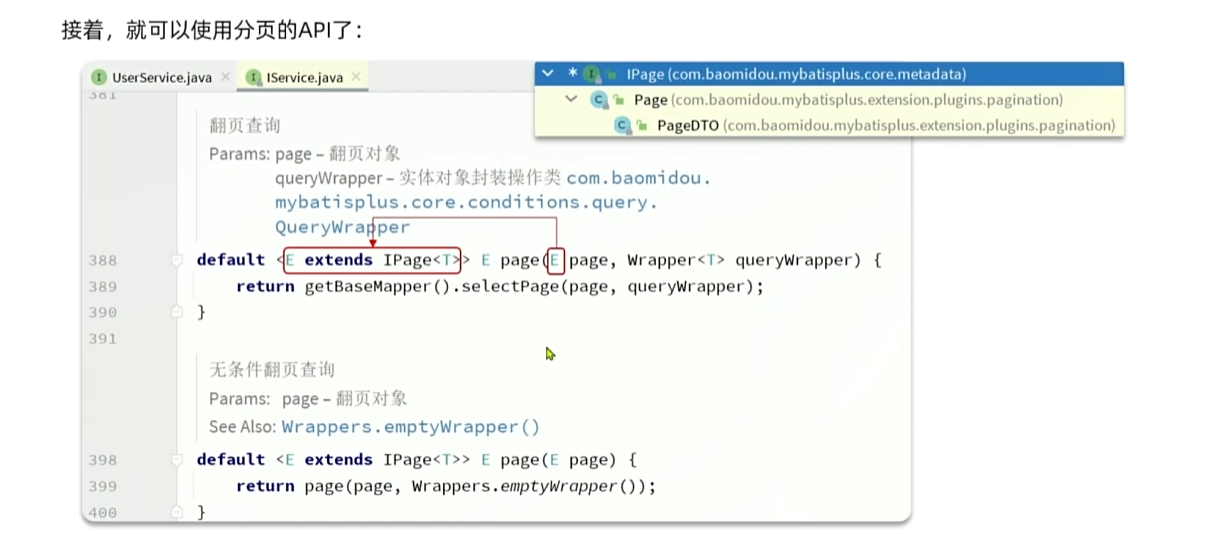 接着，就可以使用分页的API了：
UserService.java × IService.java ×
IPage (com.baomidou.mybatisplus.core.metadata)
Page (com.baomidou.mybatisplus.extension.plugins.pagination)
PageDTO (com.baomidou.mybatisplus.extension.plugins.pagination)
381
翻页查询
Params: page – 翻页对象
queryWrapper – 实体对象封装操作类 com.baomidou.
mybatisplus.core.conditions.query.
QueryWrapper
388 default <E extends IPage<T>> E page(E page, Wrapper<T> queryWrapper) {
389 return getBaseMapper().selectPage(page, queryWrapper);
390 }
391
无条件翻页查询
Params: page – 翻页对象
See Also: Wrappers.emptyWrapper()
398 default <E extends IPage<T>> E page(E page) {
399 return page(page, Wrappers.emptyWrapper());
400 }